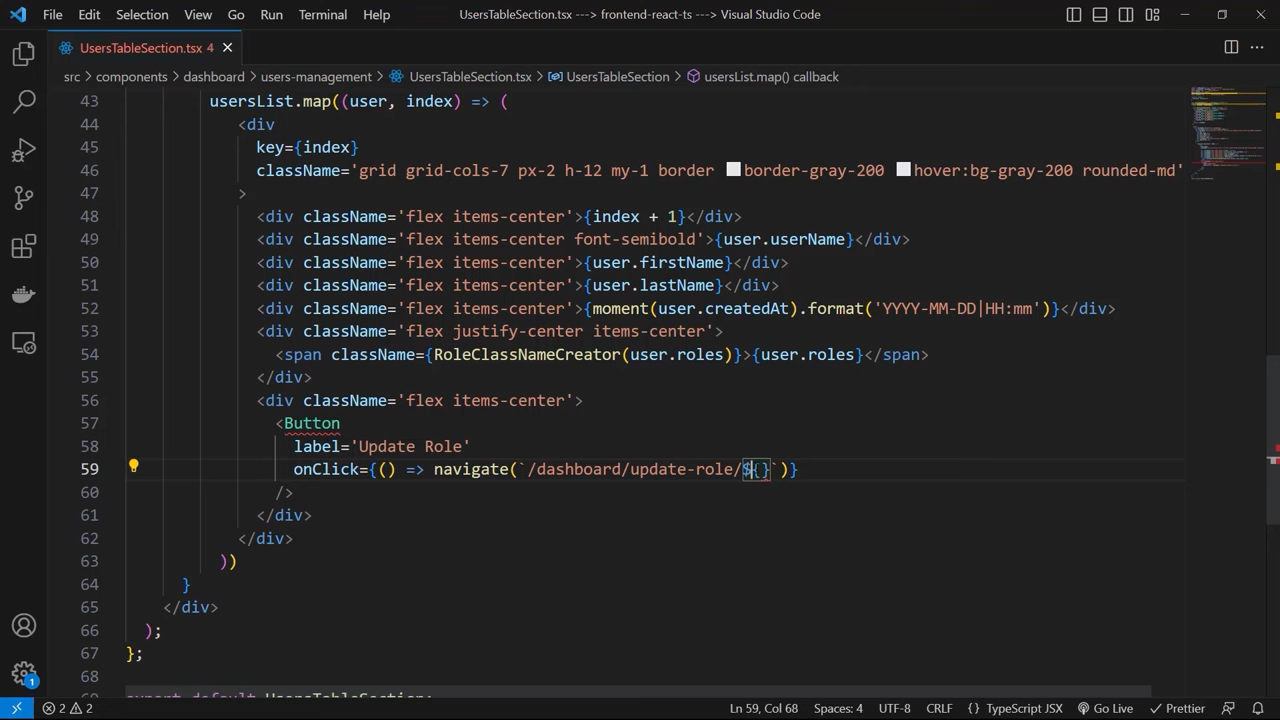 File Edit Selection View Go Run Terminal Help UsersTableSection.tsx ---> frontend-react-ts ---> Visual Studio Code
UsersTableSection.tsx 4
src > components > dashboard > users-management > UsersTableSection.tsx > UsersTableSection > usersList.map() callback
43 usersList.map((user, index) => (
44 <div
45 key={index}
46 className='grid grid-cols-7 px-2 h-12 my-1 border border-gray-200 hover:bg-gray-200 rounded-md'
47 >
48 <div className='flex items-center'>{index + 1}</div>
49 <div className='flex items-center font-semibold'>{user.userName}</div>
50 <div className='flex items-center'>{user.firstName}</div>
51 <div className='flex items-center'>{user.lastName}</div>
52 <div className='flex items-center'>{moment(user.createdAt).format('YYYY-MM-DD|HH:mm')}</div>
53 <div className='flex justify-center items-center'>
54 <span className={RoleClassNameCreator(user.roles)}>{user.roles}</span>
55 </div>
56 <div className='flex items-center'>
57 <Button
58 label='Update Role'
59 onClick={() => navigate(`/dashboard/update-role/${}`)}
60 />
61 </div>
62 </div>
63 ))
64 }
65 </div>
66 );
67 };
68
69 export default UsersTableSection;
1
2 2 Ln 59, Col 68 Spaces: 4 UTF-8 CRLF {} TypeScript JSX Go Live Prettier